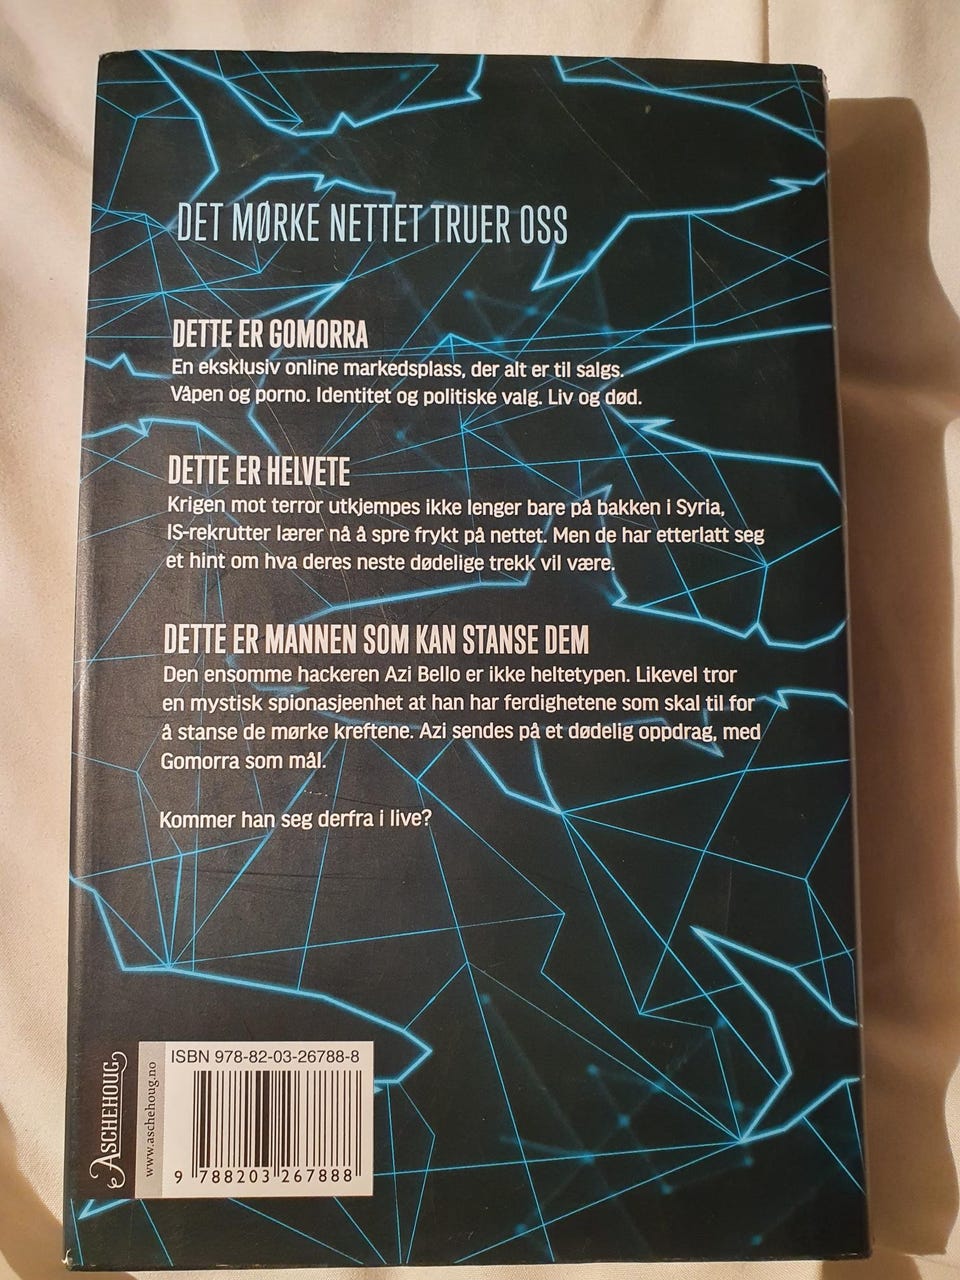 DET MØRKE NETTET TRUER OSS
DETTE ER GOMORRA
En eksklusiv online markedsplass, der alt er til salgs.
Våpen og porno. Identitet og politiske valg. Liv og død.
DETTE ER HELVETE
Krigen mot terror utkjempes ikke lenger bare på bakken i Syria,
IS-rekrutter lærer nå å spre frykt på nettet. Men de har etterlatt seg
et hint om hva deres neste dødelige trekk vil være.
DETTE ER MANNEN SOM KAN STANSE DEM
Den ensomme hackeren Azi Bello er ikke heltetypen. Likevel tror
en mystisk spionasjeenhet at han har ferdighetene som skal til for
å stanse de mørke kreftene. Azi sendes på et dødelig oppdrag, med
Gomorra som mål.
Kommer han seg derfra i live?
ASCHEHOUG
www.aschehoug.no
ISBN 978-82-03-26788-8
9 788203 267888